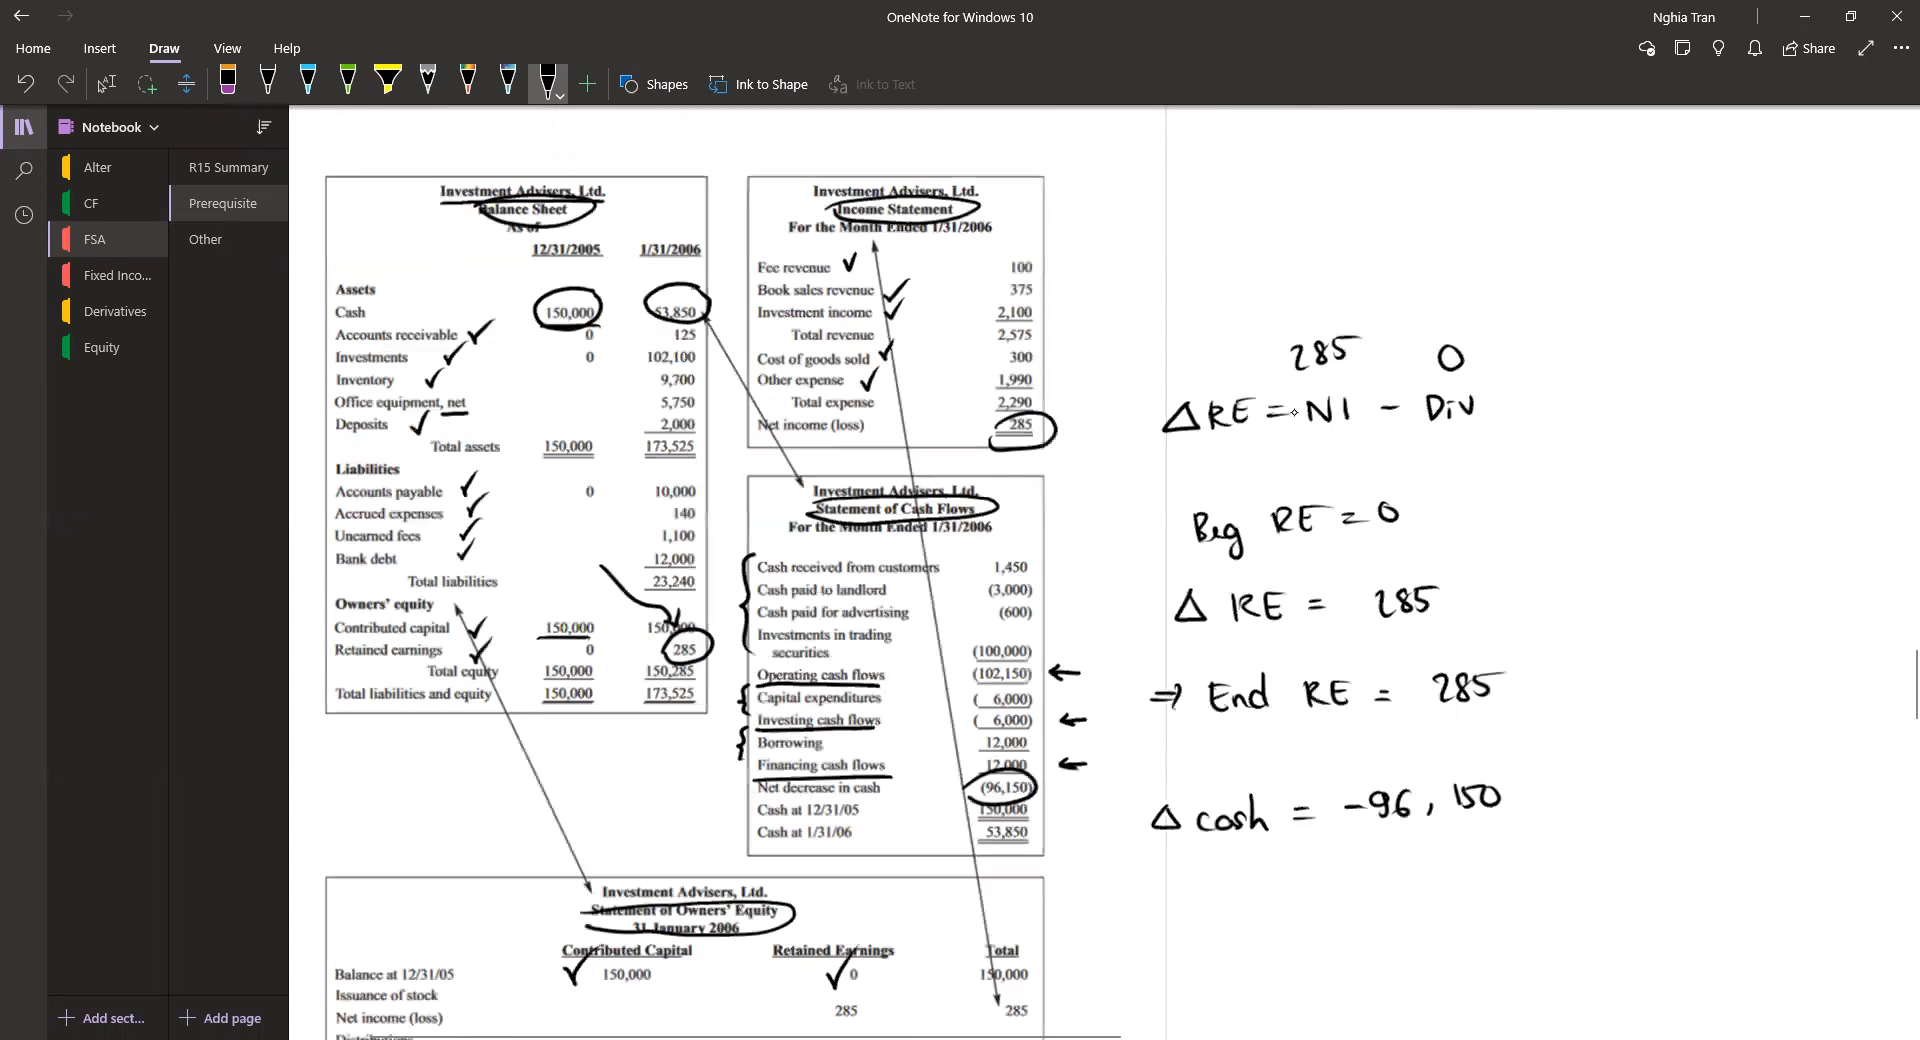 OneNote for Windows 10
Nghia Tran
Home Insert Draw View Help
Share
Shapes
Ink to Shape
Ink to Text
Notebook
Alter
CF
FSA
Fixed Inco...
Derivatives
Equity
R15 Summary
Prerequisite
Other
Add sect...
Add page
Investment Advisers, Ltd.
Balance Sheet
As of
12/31/2005 1/31/2006
Assets
Cash 150,000 53,850
Accounts receivable 0 125
Investments 0 102,100
Inventory 9,700
Office equipment, net 5,750
Deposits 2,000
Total assets 150,000 173,525
Liabilities
Accounts payable 0 10,000
Accrued expenses 140
Unearned fees 1,100
Bank debt 12,000
Total liabilities 23,240
Owners' equity
Contributed capital 150,000 150,000
Retained earnings 0 285
Total equity 150,000 150,285
Total liabilities and equity 150,000 173,525
Investment Advisers, Ltd.
Income Statement
For the Month Ended 1/31/2006
Fee revenue 100
Book sales revenue 375
Investment income 2,100
Total revenue 2,575
Cost of goods sold 300
Other expense 1,990
Total expense 2,290
Net income (loss) 285
Investment Advisers, Ltd.
Statement of Cash Flows
For the Month Ended 1/31/2006
Cash received from customers 1,450
Cash paid to landlord (3,000)
Cash paid for advertising (600)
Investments in trading
securities (100,000)
Operating cash flows (102,150)
Capital expenditures ( 6,000)
Investing cash flows ( 6,000)
Borrowing 12,000
Financing cash flows 12,000
Net decrease in cash (96,150)
Cash at 12/31/05 150,000
Cash at 1/31/06 53,850
Investment Advisers, Ltd.
Statement of Owners' Equity
31 January 2006
Contributed Capital Retained Earnings Total
Balance at 12/31/05 150,000 0 150,000
Issuance of stock
Net income (loss) 285 285
Distributions
285 0
Δ RE = NI - Div
Beg RE = 0
Δ RE = 285
⇒ End RE = 285
Δ cash = -96,150